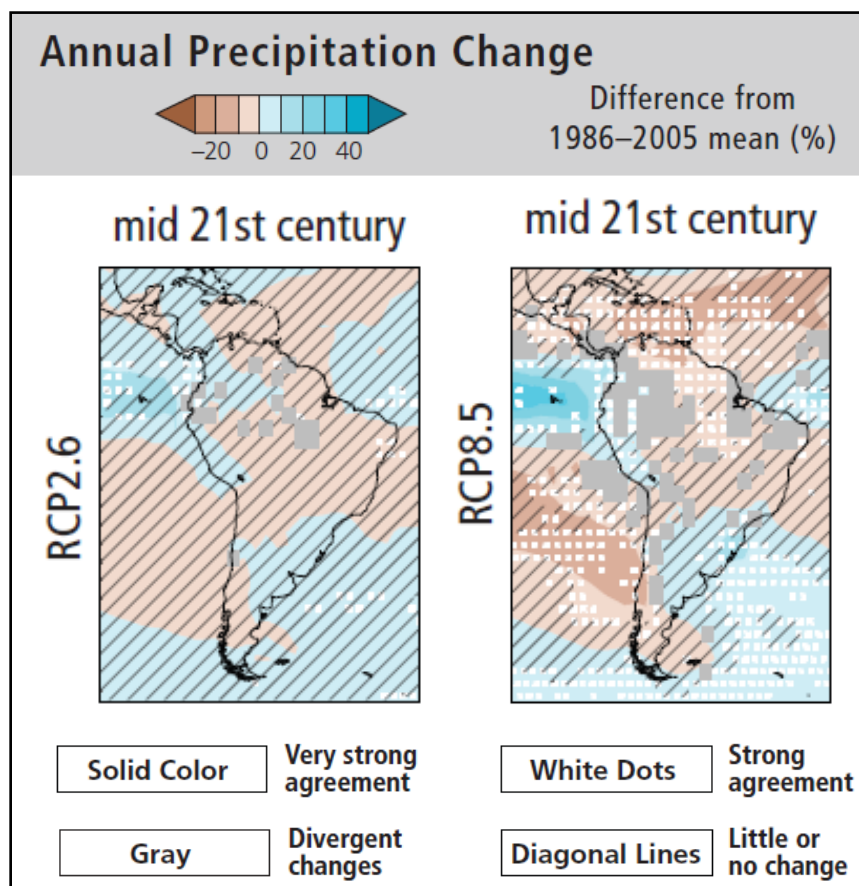 Annual Precipitation Change
Difference from
1986–2005 mean (%)
–20 0 20 40
mid 21st century
mid 21st century
RCP2.6
RCP8.5
Solid Color
Very strong
agreement
White Dots
Strong
agreement
Gray
Divergent
changes
Diagonal Lines
Little or
no change